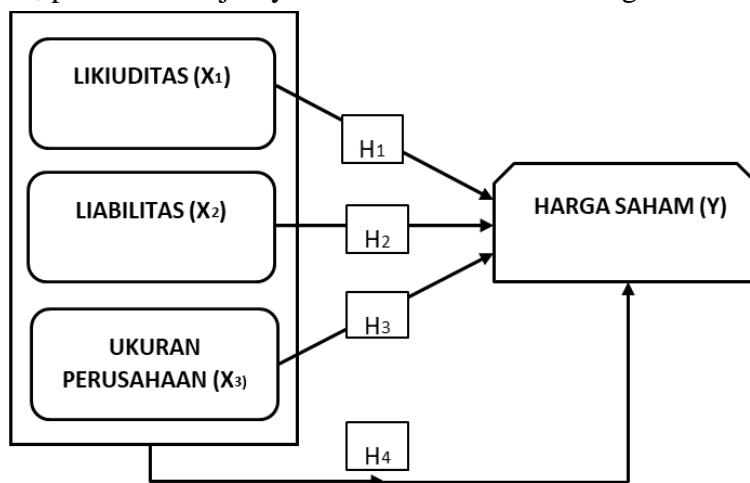 LIKIUDITAS (X1)
H1
LIABILITAS (X2)
H2
HARGA SAHAM (Y)
H3
UKURAN
PERUSAHAAN (X3)
H4